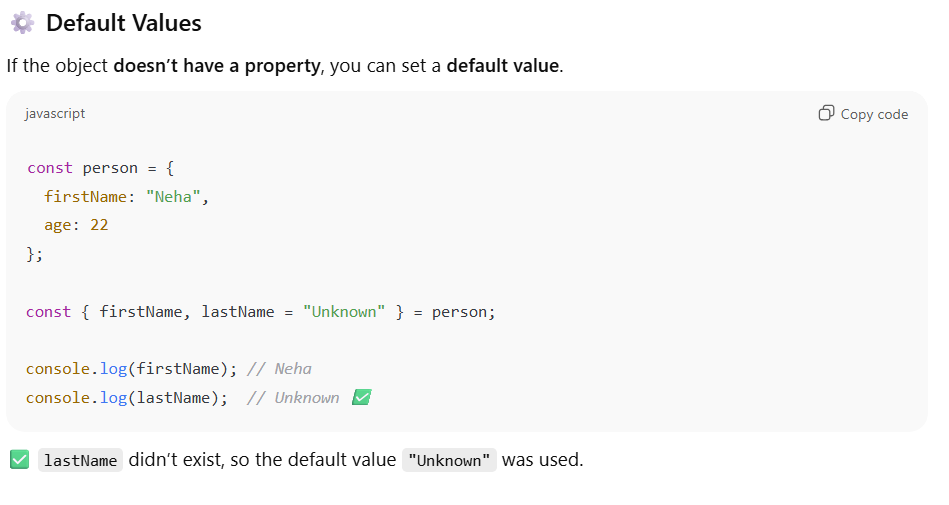 ⚙️ Default Values
If the object doesn’t have a property, you can set a default value.
javascript
Copy code
const person = {
  firstName: "Neha",
  age: 22
};
const { firstName, lastName = "Unknown" } = person;
console.log(firstName); // Neha
console.log(lastName);  // Unknown ✅
✅ lastName didn’t exist, so the default value "Unknown" was used.